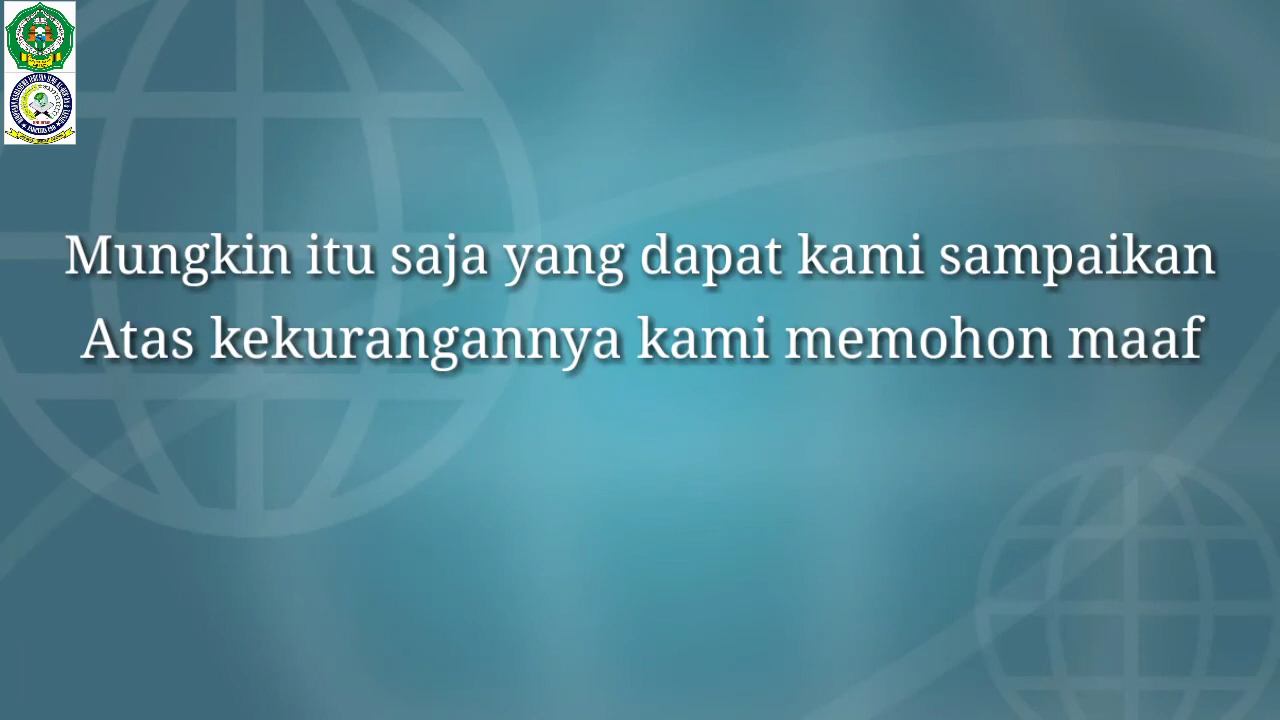 Mungkin itu saja yang dapat kami sampaikan
Atas kekurangannya kami memohon maaf